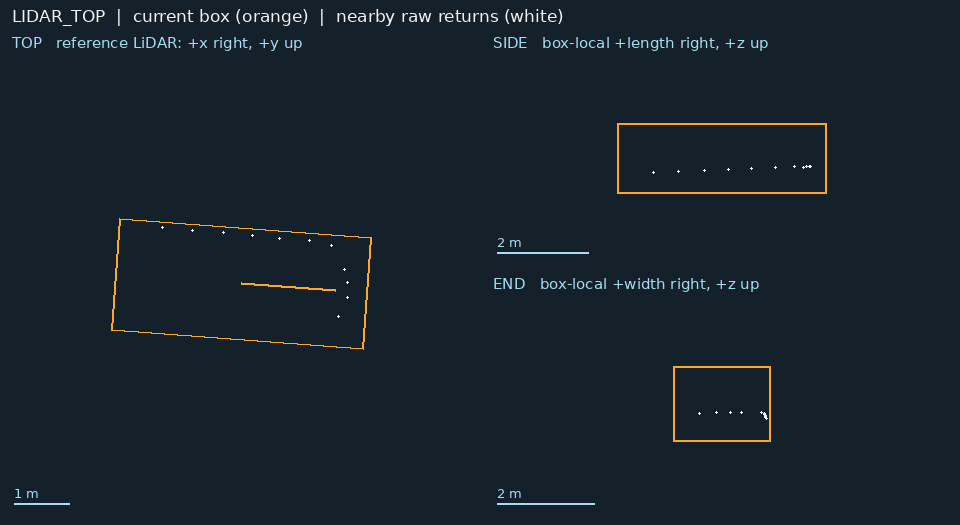 LIDAR_TOP | current box (orange) | nearby raw returns (white)
TOP reference LiDAR: +x right, +y up
SIDE box-local +length right, +z up
2 m
END box-local +width right, +z up
1 m
2 m